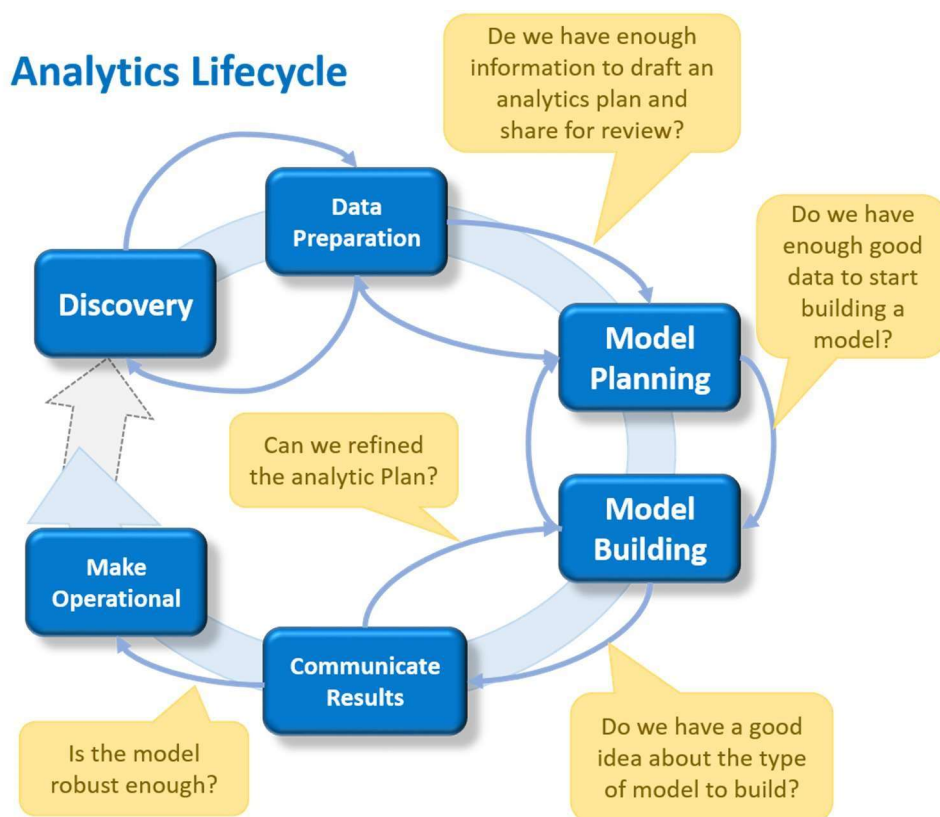 Analytics Lifecycle
De we have enough
information to draft an
analytics plan and
share for review?
Data
Preparation
Do we have
enough good
data to start
building a
model?
Discovery
Model
Planning
Can we refined
the analytic Plan?
Model
Building
Make
Operational
Communicate
Results
Is the model
robust enough?
Do we have a good
idea about the type
of model to build?